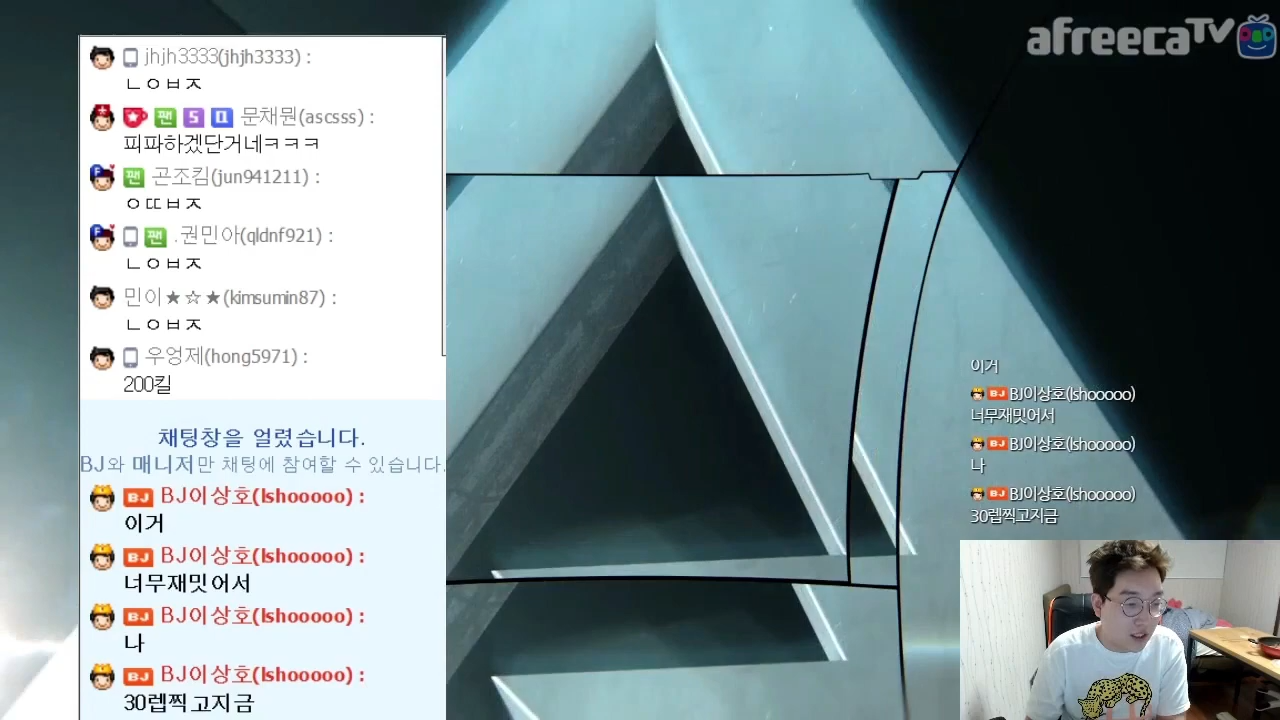 afreecaTV
jhjh3333(jhjh3333) :
ㄴㅇㅂㅈ
팬 S 문채뭔(ascsss) :
피파하겠단거네ㅋㅋㅋ
팬 곤조킴(jun941211) :
ㅇㄸㅂㅈ
팬 .권민아(qldnf921) :
ㄴㅇㅂㅈ
민이★☆★(kimsumin87) :
ㄴㅇㅂㅈ
우엉제(hong5971) :
200킬
채팅창을 얼렸습니다.
BJ와 매니저만 채팅에 참여할 수 있습니다.
BJ BJ이상호(lshooooo) :
이거
BJ BJ이상호(lshooooo) :
너무재밋어서
BJ BJ이상호(lshooooo) :
나
BJ BJ이상호(lshooooo) :
30렙찍고지금
이거
BJ BJ이상호(lshooooo)
너무재밋어서
BJ BJ이상호(lshooooo)
나
BJ BJ이상호(lshooooo)
30렙찍고지금